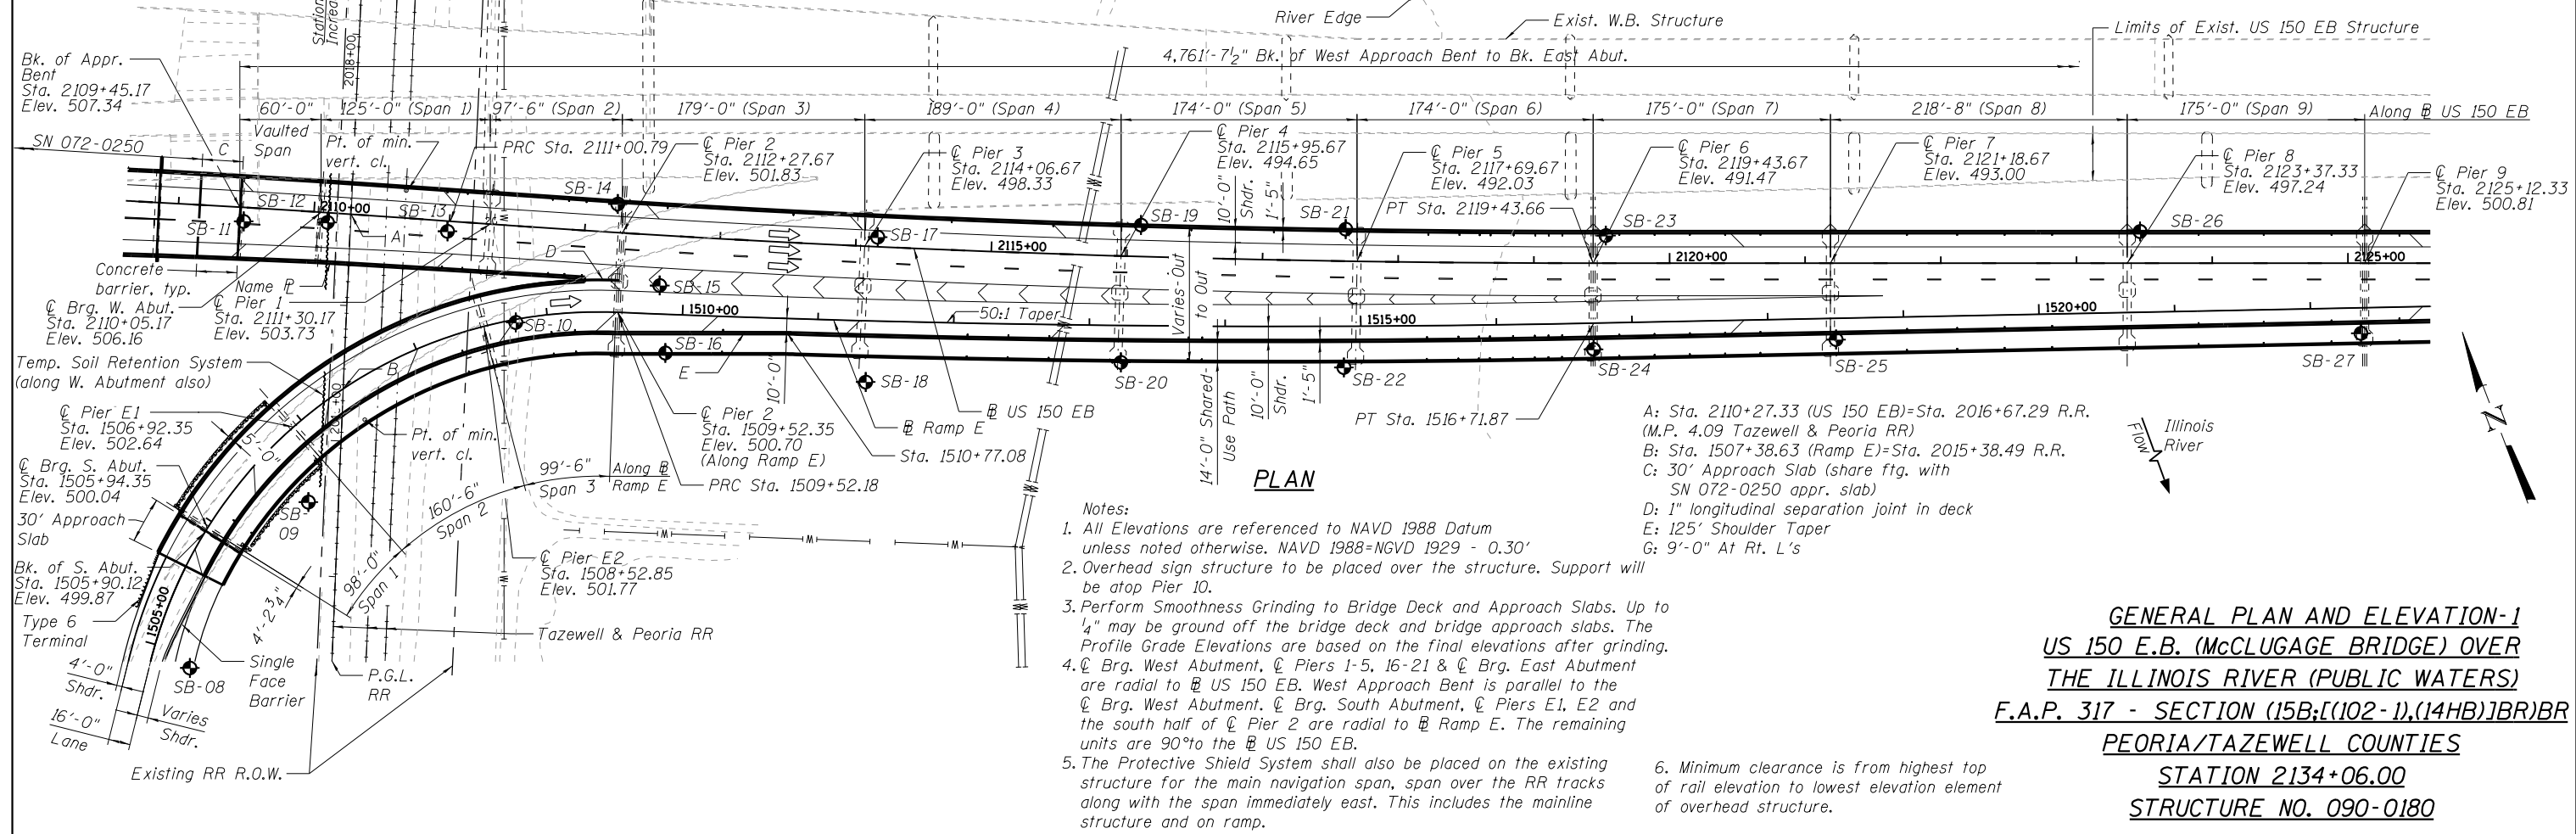 Station
Increa
2018+00
River Edge
Exist. W.B. Structure
Limits of Exist. US 150 EB Structure
4,761'-7½" Bk. of West Approach Bent to Bk. East Abut.
Bk. of Appr.
Bent
Sta. 2109+45.17
Elev. 507.34
60'-0"
125'-0" (Span 1)
97'-6" (Span 2)
179'-0" (Span 3)
189'-0" (Span 4)
174'-0" (Span 5)
174'-0" (Span 6)
175'-0" (Span 7)
218'-8" (Span 8)
175'-0" (Span 9)
Along ℄ US 150 EB
Vaulted
Span
SN 072-0250
C
Pt. of min.
vert. cl.
PRC Sta. 2111+00.79
℄ Pier 2
Sta. 2112+27.67
Elev. 501.83
℄ Pier 3
Sta. 2114+06.67
Elev. 498.33
℄ Pier 4
Sta. 2115+95.67
Elev. 494.65
℄ Pier 5
Sta. 2117+69.67
Elev. 492.03
℄ Pier 6
Sta. 2119+43.67
Elev. 491.47
℄ Pier 7
Sta. 2121+18.67
Elev. 493.00
℄ Pier 8
Sta. 2123+37.33
Elev. 497.24
℄ Pier 9
Sta. 2125+12.33
Elev. 500.81
10'-0"
Shdr.
1'-5"
PT Sta. 2119+43.66
SB-11
SB-12
2110+00
SB-13
SB-14
SB-17
SB-19
SB-21
SB-23
SB-26
A
D
2115+00
2120+00
2125+00
Concrete
barrier, typ.
Name ℙ
℄ Brg. W. Abut.
Sta. 2110+05.17
Elev. 506.16
℄ Pier 1
Sta. 2111+30.17
Elev. 503.73
SB-15
SB-10
1510+00
50:1 Taper
Varies-Out
to Out
1515+00
1520+00
Temp. Soil Retention System
(along W. Abutment also)
B
SB-16
E
10'-0"
SB-18
SB-20
SB-22
SB-24
SB-25
SB-27
℄ Pier E1
Sta. 1506+92.35
Elev. 502.64
Pt. of min.
vert. cl.
℄ Pier 2
Sta. 1509+52.35
Elev. 500.70
(Along Ramp E)
℄ US 150 EB
℄ Ramp E
Sta. 1510+77.08
PRC Sta. 1509+52.18
14'-0" Shared-
Use Path
10'-0"
Shdr.
1'-5"
PT Sta. 1516+71.87
℄ Brg. S. Abut.
Sta. 1505+94.35
Elev. 500.04
99'-6"
Span 3
Along ℄
Ramp E
160'-6"
Span 2
98'-0"
Span 1
SB-
09
30' Approach
Slab
Bk. of S. Abut.
Sta. 1505+90.12
Elev. 499.87
Type 6
Terminal
1505+00
4'-2¾"
℄ Pier E2
Sta. 1508+52.85
Elev. 501.77
Tazewell & Peoria RR
P.G.L.
RR
Single
Face
Barrier
SB-08
4'-0"
Shdr.
16'-0"
Lane
Varies
Shdr.
Existing RR R.O.W.
PLAN
A: Sta. 2110+27.33 (US 150 EB)=Sta. 2016+67.29 R.R.
(M.P. 4.09 Tazewell & Peoria RR)
B: Sta. 1507+38.63 (Ramp E)=Sta. 2015+38.49 R.R.
C: 30' Approach Slab (share ftg. with
SN 072-0250 appr. slab)
D: 1" longitudinal separation joint in deck
E: 125' Shoulder Taper
G: 9'-0" At Rt. L's
Flow
Illinois
River
N
Notes:
1. All Elevations are referenced to NAVD 1988 Datum
unless noted otherwise. NAVD 1988=NGVD 1929 - 0.30'
2. Overhead sign structure to be placed over the structure. Support will
be atop Pier 10.
3. Perform Smoothness Grinding to Bridge Deck and Approach Slabs. Up to
¼" may be ground off the bridge deck and bridge approach slabs. The
Profile Grade Elevations are based on the final elevations after grinding.
4. ℄ Brg. West Abutment, ℄ Piers 1-5, 16-21 & ℄ Brg. East Abutment
are radial to ℄ US 150 EB. West Approach Bent is parallel to the
℄ Brg. West Abutment. ℄ Brg. South Abutment, ℄ Piers E1, E2 and
the south half of ℄ Pier 2 are radial to ℄ Ramp E. The remaining
units are 90° to the ℄ US 150 EB.
5. The Protective Shield System shall also be placed on the existing
structure for the main navigation span, span over the RR tracks
along with the span immediately east. This includes the mainline
structure and on ramp.
6. Minimum clearance is from highest top
of rail elevation to lowest elevation element
of overhead structure.
GENERAL PLAN AND ELEVATION-1
US 150 E.B. (McCLUGAGE BRIDGE) OVER
THE ILLINOIS RIVER (PUBLIC WATERS)
F.A.P. 317 - SECTION (15B;[(102-1),(14HB)]BR)BR
PEORIA/TAZEWELL COUNTIES
STATION 2134+06.00
STRUCTURE NO. 090-0180